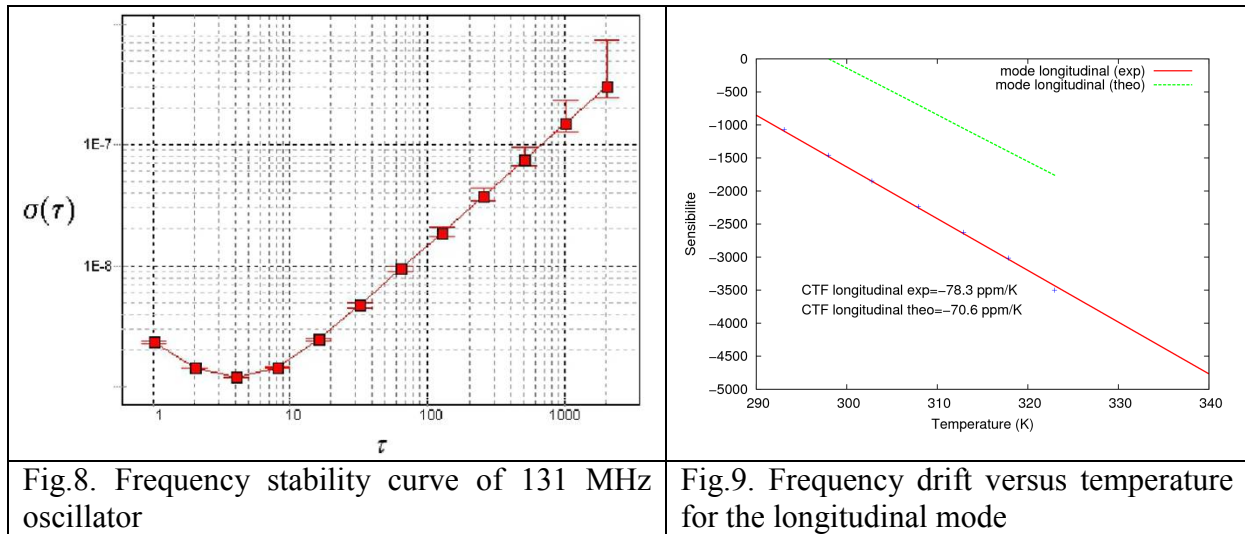 1E-7
σ(τ)
1E-8
1
10
100
1000
τ
0
-500
-1000
-1500
-2000
-2500
-3000
-3500
-4000
-4500
-5000
Sensibilite
mode longitudinal (exp)
mode longitudinal (theo)
CTF longitudinal exp=-78.3 ppm/K
CTF longitudinal theo=-70.6 ppm/K
290 300 310 320 330 340
Temperature (K)
Fig.8. Frequency stability curve of 131 MHz
oscillator
Fig.9. Frequency drift versus temperature
for the longitudinal mode